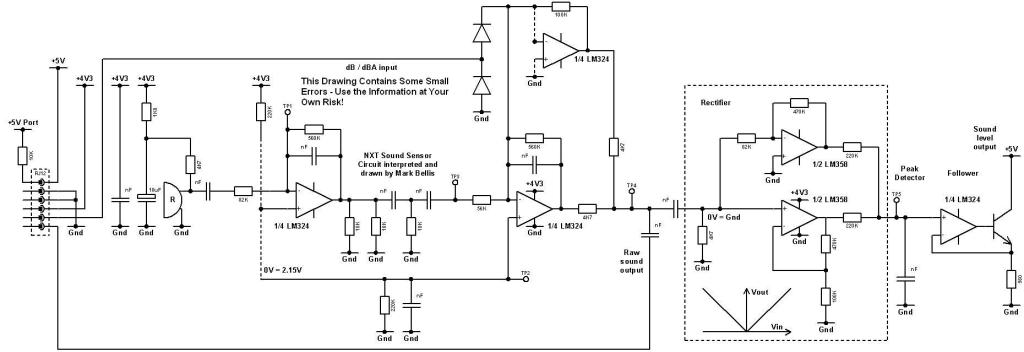 100K
1/4 LM324
dB / dBA input
Gnd
+5V
+4V3
+4V3
+4V3
+4V3
This Drawing Contains Some Small
Errors - Use the Information at Your
Own Risk!
Gnd
1K8
220K
TP1
560K
nF
560K
nF
4K7
Rectifier
470K
82K
1/2 LM358
220K
Sound
level
output
+5V
+5V Port
10K
RJ12
4K7
nF
10uF
R
nF
82K
NXT Sound Sensor
Circuit interpreted and
drawn by Mark Bellis
TP3
nF
nF
56K
+4V3
4K7
TP4
nF
+4V3
1/2 LM358
Peak
Detector
Follower
TP5
1/4 LM324
Gnd
Gnd
Gnd
1/4 LM324
10K
10K
10K
1/4 LM324
0V = Gnd
4K7
Gnd
Gnd
220K
470K
nF
560
Gnd
Gnd
Gnd
Raw
sound
output
nF
0V = 2.15V
TP2
220K
nF
Gnd
Vout
Vin
100K
Gnd
Gnd
Gnd